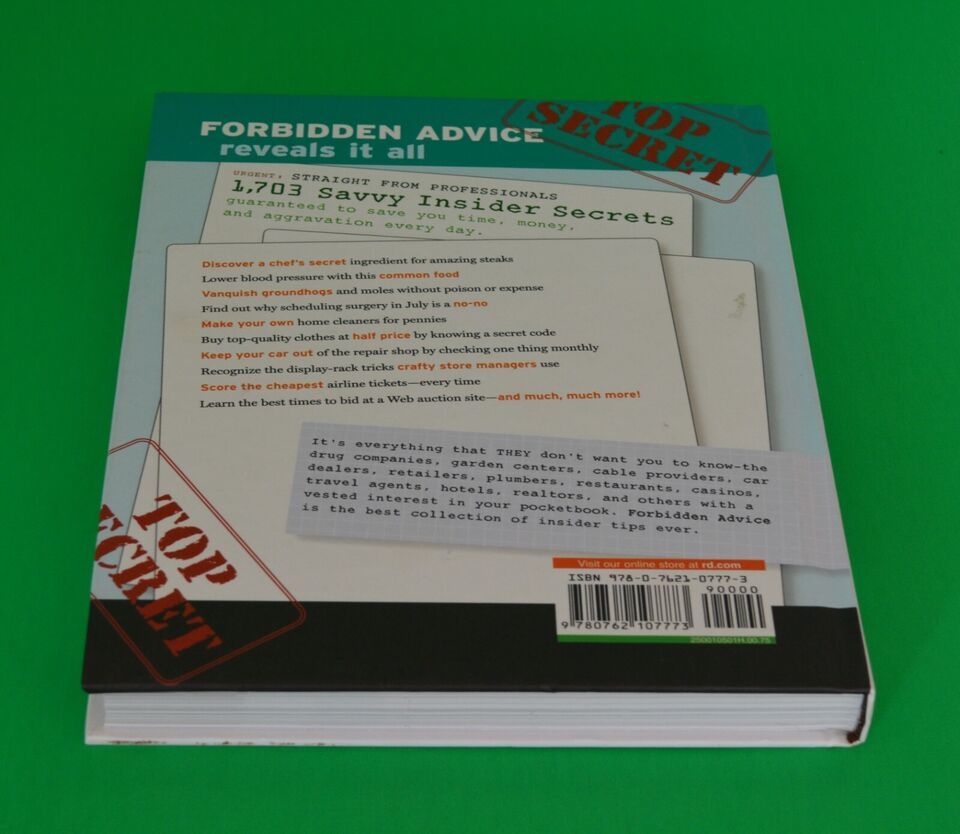 FORBIDDEN ADVICE
reveals it all
TOP
SECRET
URGENT: STRAIGHT FROM PROFESSIONALS
1,703 Savvy Insider Secrets
guaranteed to save you time, money,
and aggravation every day.
Discover a chef's secret ingredient for amazing steaks
Lower blood pressure with this common food
Vanquish groundhogs and moles without poison or expense
Find out why scheduling surgery in July is a no-no
Make your own home cleaners for pennies
Buy top-quality clothes at half price by knowing a secret code
Keep your car out of the repair shop by checking one thing monthly
Recognize the display-rack tricks crafty store managers use
Score the cheapest airline tickets—every time
Learn the best times to bid at a Web auction site—and much, much more!
It's everything that THEY don't want you to know—the
drug companies, garden centers, cable providers, car
dealers, retailers, plumbers, restaurants, casinos,
travel agents, hotels, realtors, and others with a
vested interest in your pocketbook. Forbidden Advice
is the best collection of insider tips ever.
TOP
ECRET
Visit our online store at rd.com
ISBN 978-0-7621-0777-3
90000
9 780762 107773
250010501H.00.75